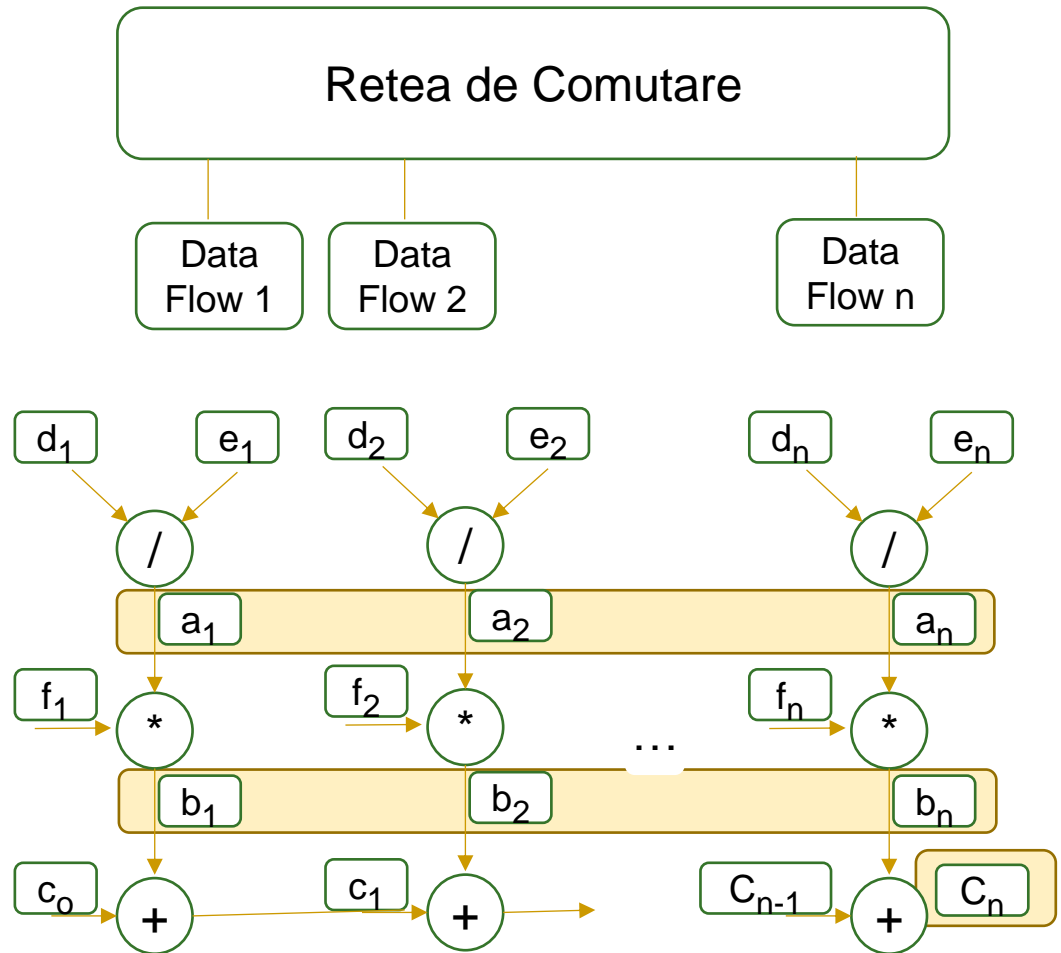 Retea de Comutare
Data Flow 1
Data Flow 2
Data Flow n
d₁ e₁ d₂ e₂ dₙ eₙ
/ / /
a₁ a₂ aₙ
f₁ * f₂ * fₙ *
...
b₁ b₂ bₙ
cₒ + c₁ + Cₙ₋₁ + Cₙ